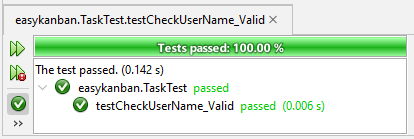 easykanban.TaskTest.testCheckUserName_Valid
Tests passed: 100.00 %
The test passed. (0.142 s)
easykanban.TaskTest passed
testCheckUserName_Valid passed (0.006 s)